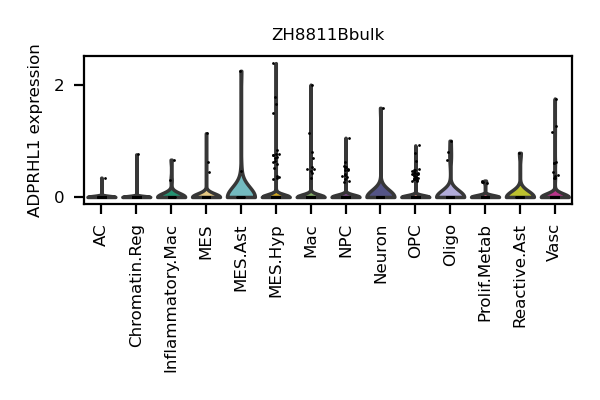 ZH8811Bbulk
ADPRHL1 expression
2
0
AC
Chromatin.Reg
Inflammatory.Mac
MES
MES.Ast
MES.Hyp
Mac
NPC
Neuron
OPC
Oligo
Prolif.Metab
Reactive.Ast
Vasc